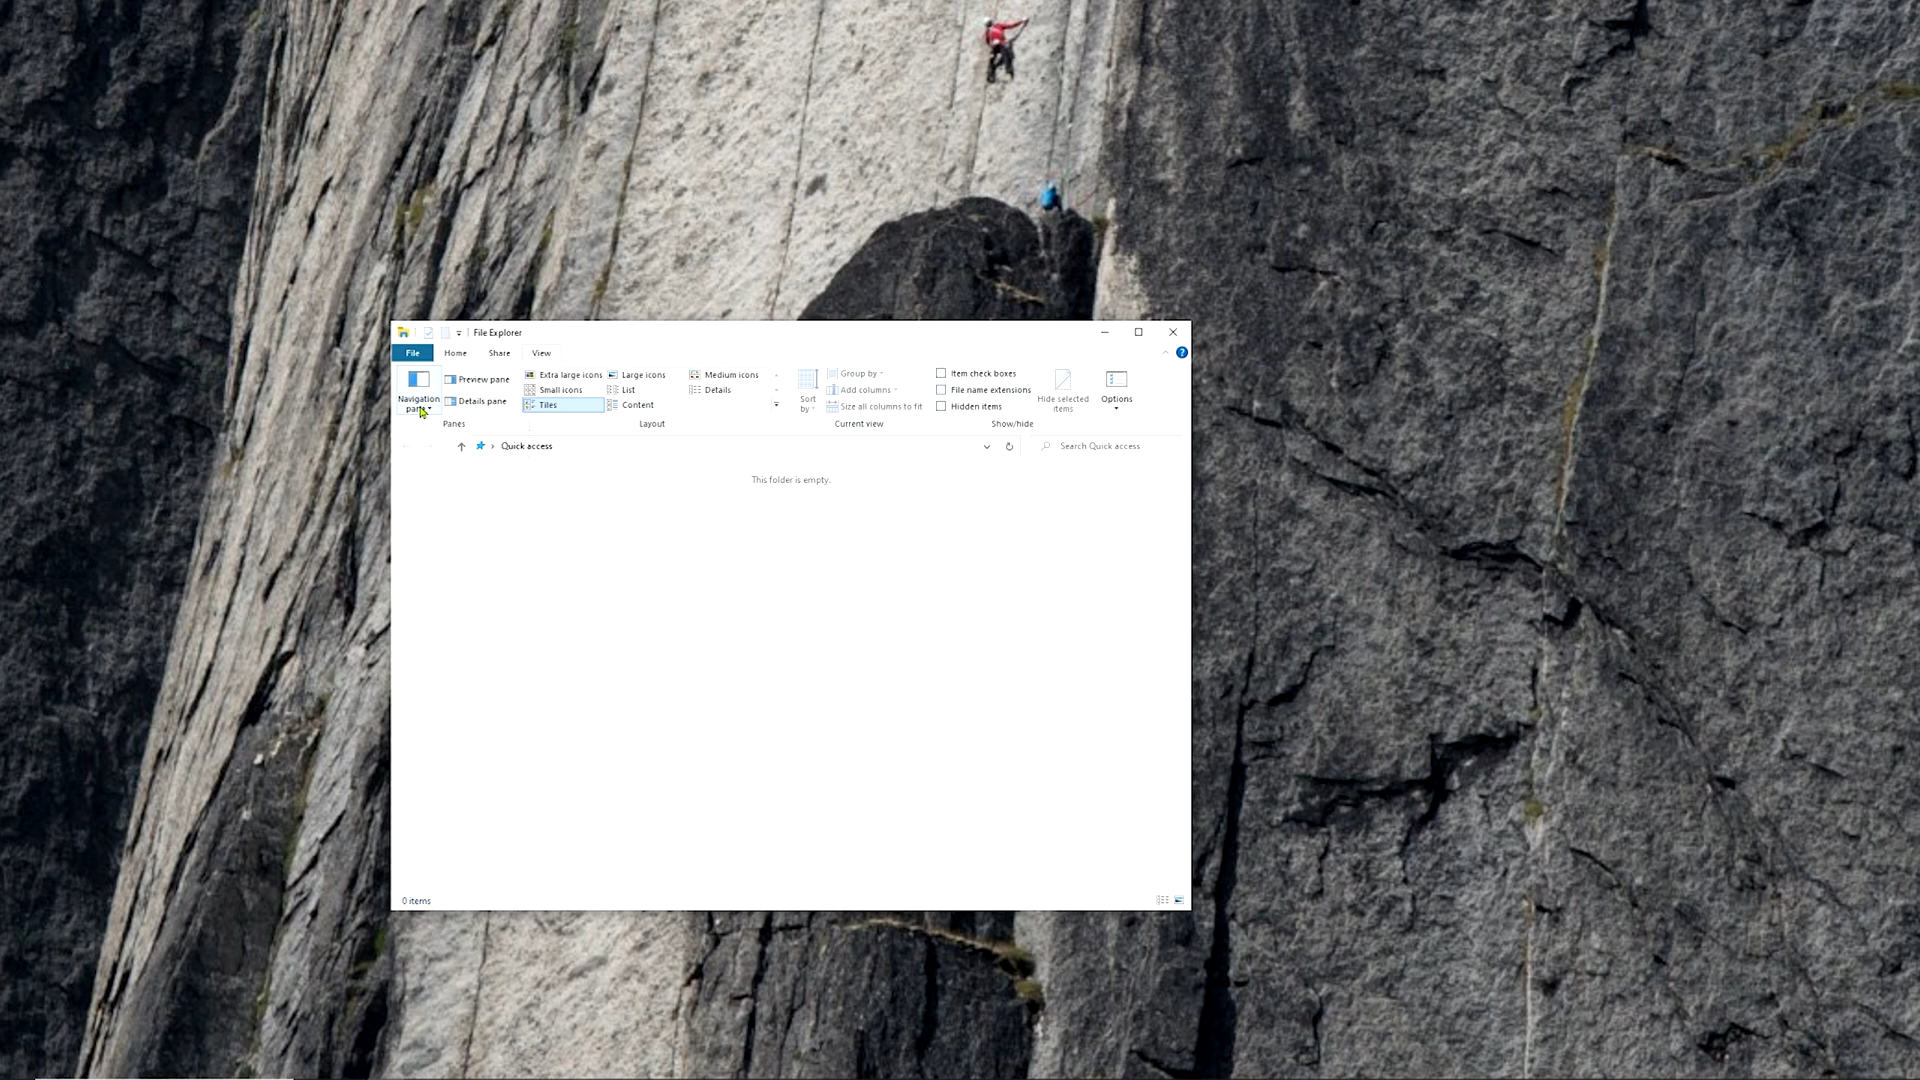 File Explorer
File Home Share View
Navigation pane
Preview pane
Details pane
Panes
Extra large icons Large icons Medium icons
Small icons List Details
Tiles Content
Layout
Sort by
Group by
Add columns
Size all columns to fit
Current view
Item check boxes
File name extensions
Hidden items
Hide selected items
Show/hide
Options
Quick access
Search Quick access
This folder is empty.
0 items